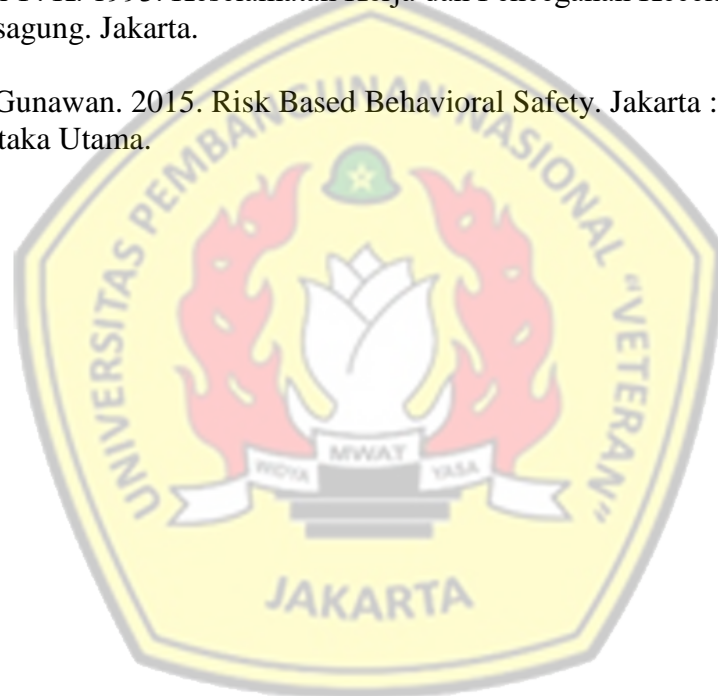 sagung. Jakarta.
Gunawan. 2015. Risk Based Behavioral Safety. Jakarta :
taka Utama.
UNIVERSITAS PEMBANGUNAN NASIONAL "VETERAN"
WIDYA MWAT YASA
JAKARTA